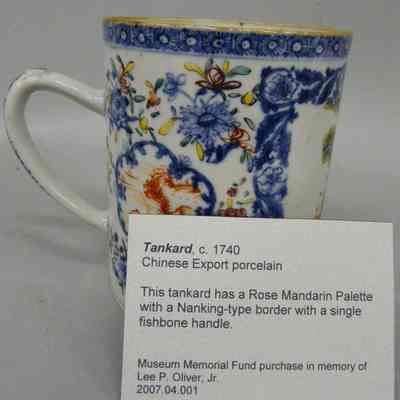 Tankard, c. 1740
Chinese Export porcelain
This tankard has a Rose Mandarin Palette
with a Nanking-type border with a single
fishbone handle.
Museum Memorial Fund purchase in memory of
Lee P. Oliver, Jr.
2007.04.001